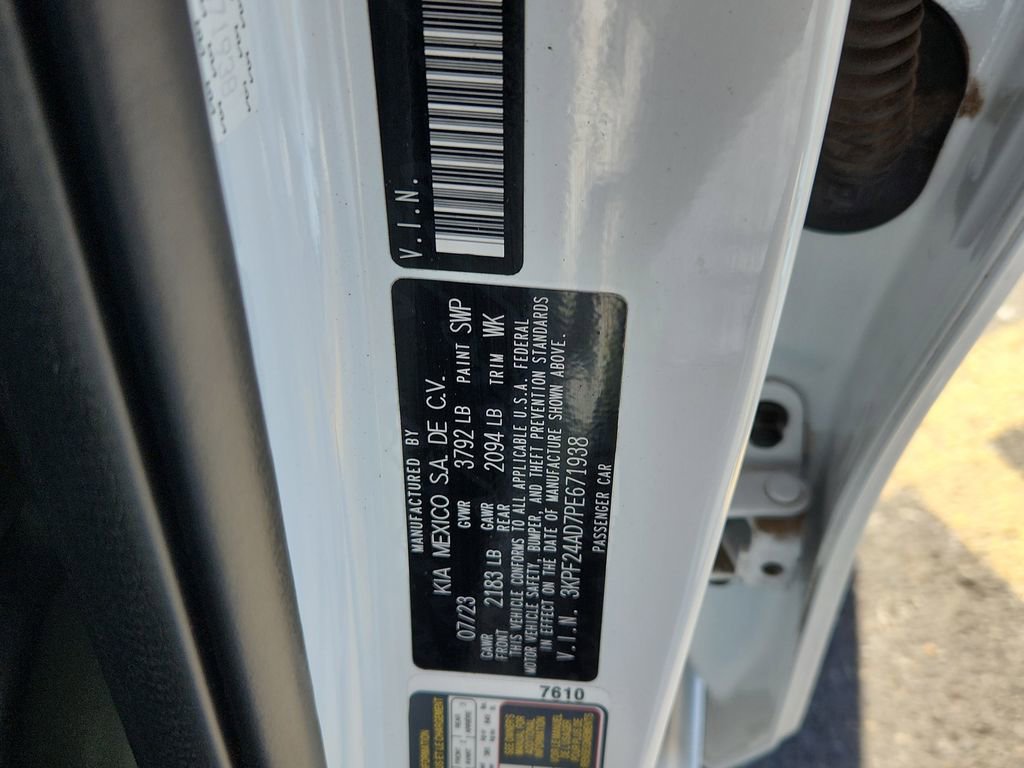 V.I.N.
MANUFACTURED BY
KIA MEXICO S.A. DE C.V.
07/23 GVWR 3792 LB PAINT SWP
GAWR FRONT 2183 LB GAWR REAR 2094 LB TRIM WK
THIS VEHICLE CONFORMS TO ALL APPLICABLE U.S.A. FEDERAL
MOTOR VEHICLE SAFETY, BUMPER, AND THEFT PREVENTION STANDARDS
IN EFFECT ON THE DATE OF MANUFACTURE SHOWN ABOVE.
V.I.N. 3KPF24AD7PE671938
PASSENGER CAR
7610